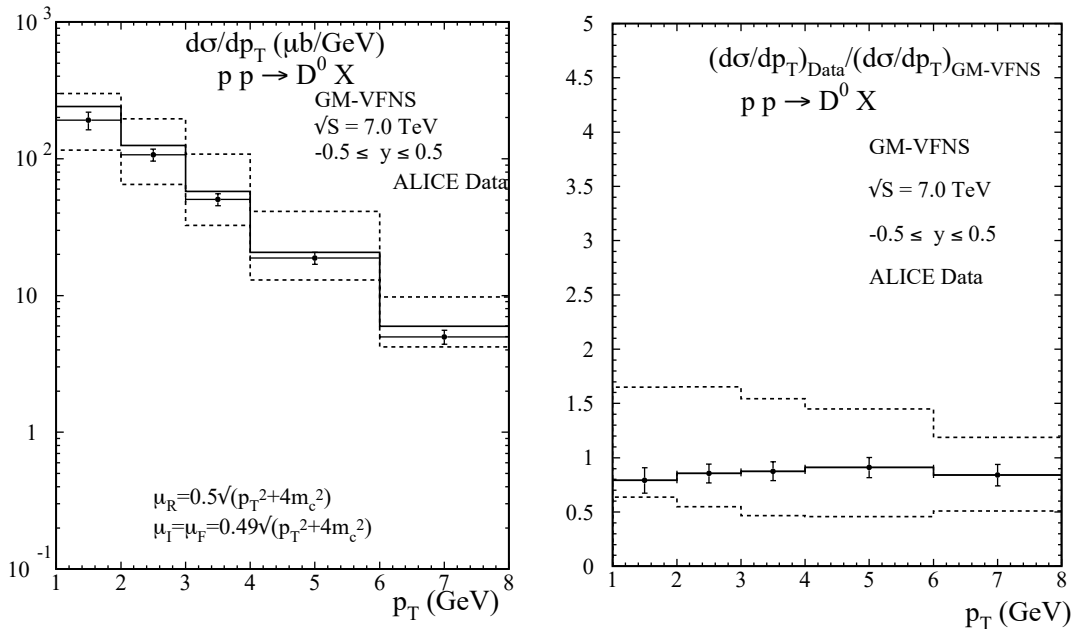 10³
10²
10
1
10⁻¹
dσ/dp_T (μb/GeV)
p p → D⁰ X
GM-VFNS
√S = 7.0 TeV
-0.5 ≤ y ≤ 0.5
ALICE Data
μ_R=0.5√(p_T²+4m_c²)
μ_I=μ_F=0.49√(p_T²+4m_c²)
1 2 3 4 5 6 7 8
p_T (GeV)
5
4.5
4
3.5
3
2.5
2
1.5
1
0.5
0
(dσ/dp_T)_Data/(dσ/dp_T)_GM-VFNS
p p → D⁰ X
GM-VFNS
√S = 7.0 TeV
-0.5 ≤ y ≤ 0.5
ALICE Data
1 2 3 4 5 6 7 8
p_T (GeV)